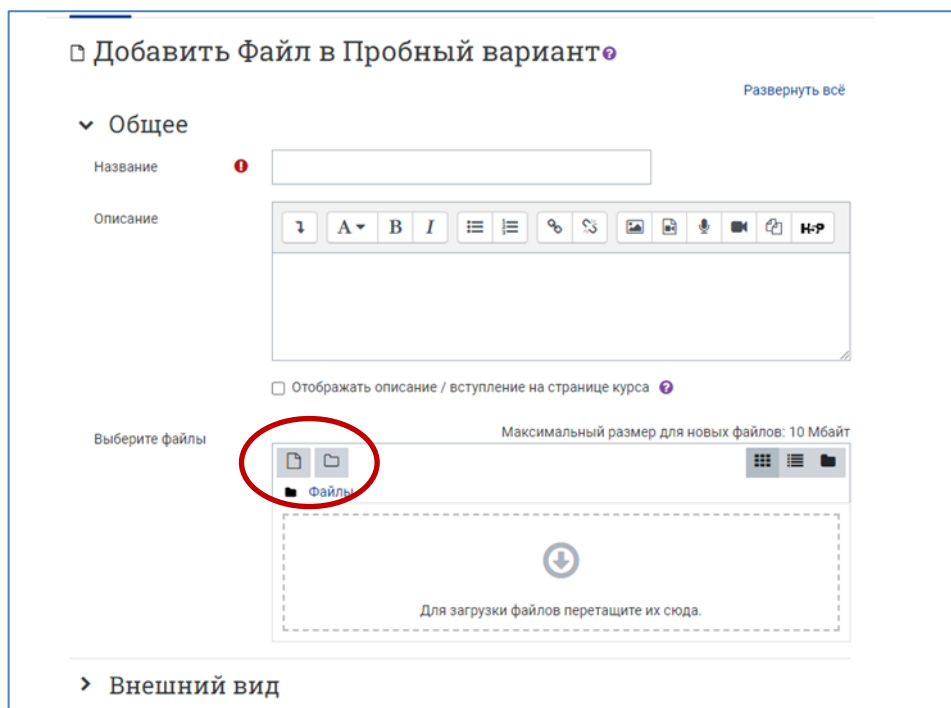 Добавить Файл в Пробный вариант
Развернуть всё
Общее
Название
Описание
A B I H-P
Отображать описание / вступление на странице курса
Выберите файлы
Максимальный размер для новых файлов: 10 Мбайт
Файлы
Для загрузки файлов перетащите их сюда.
Внешний вид